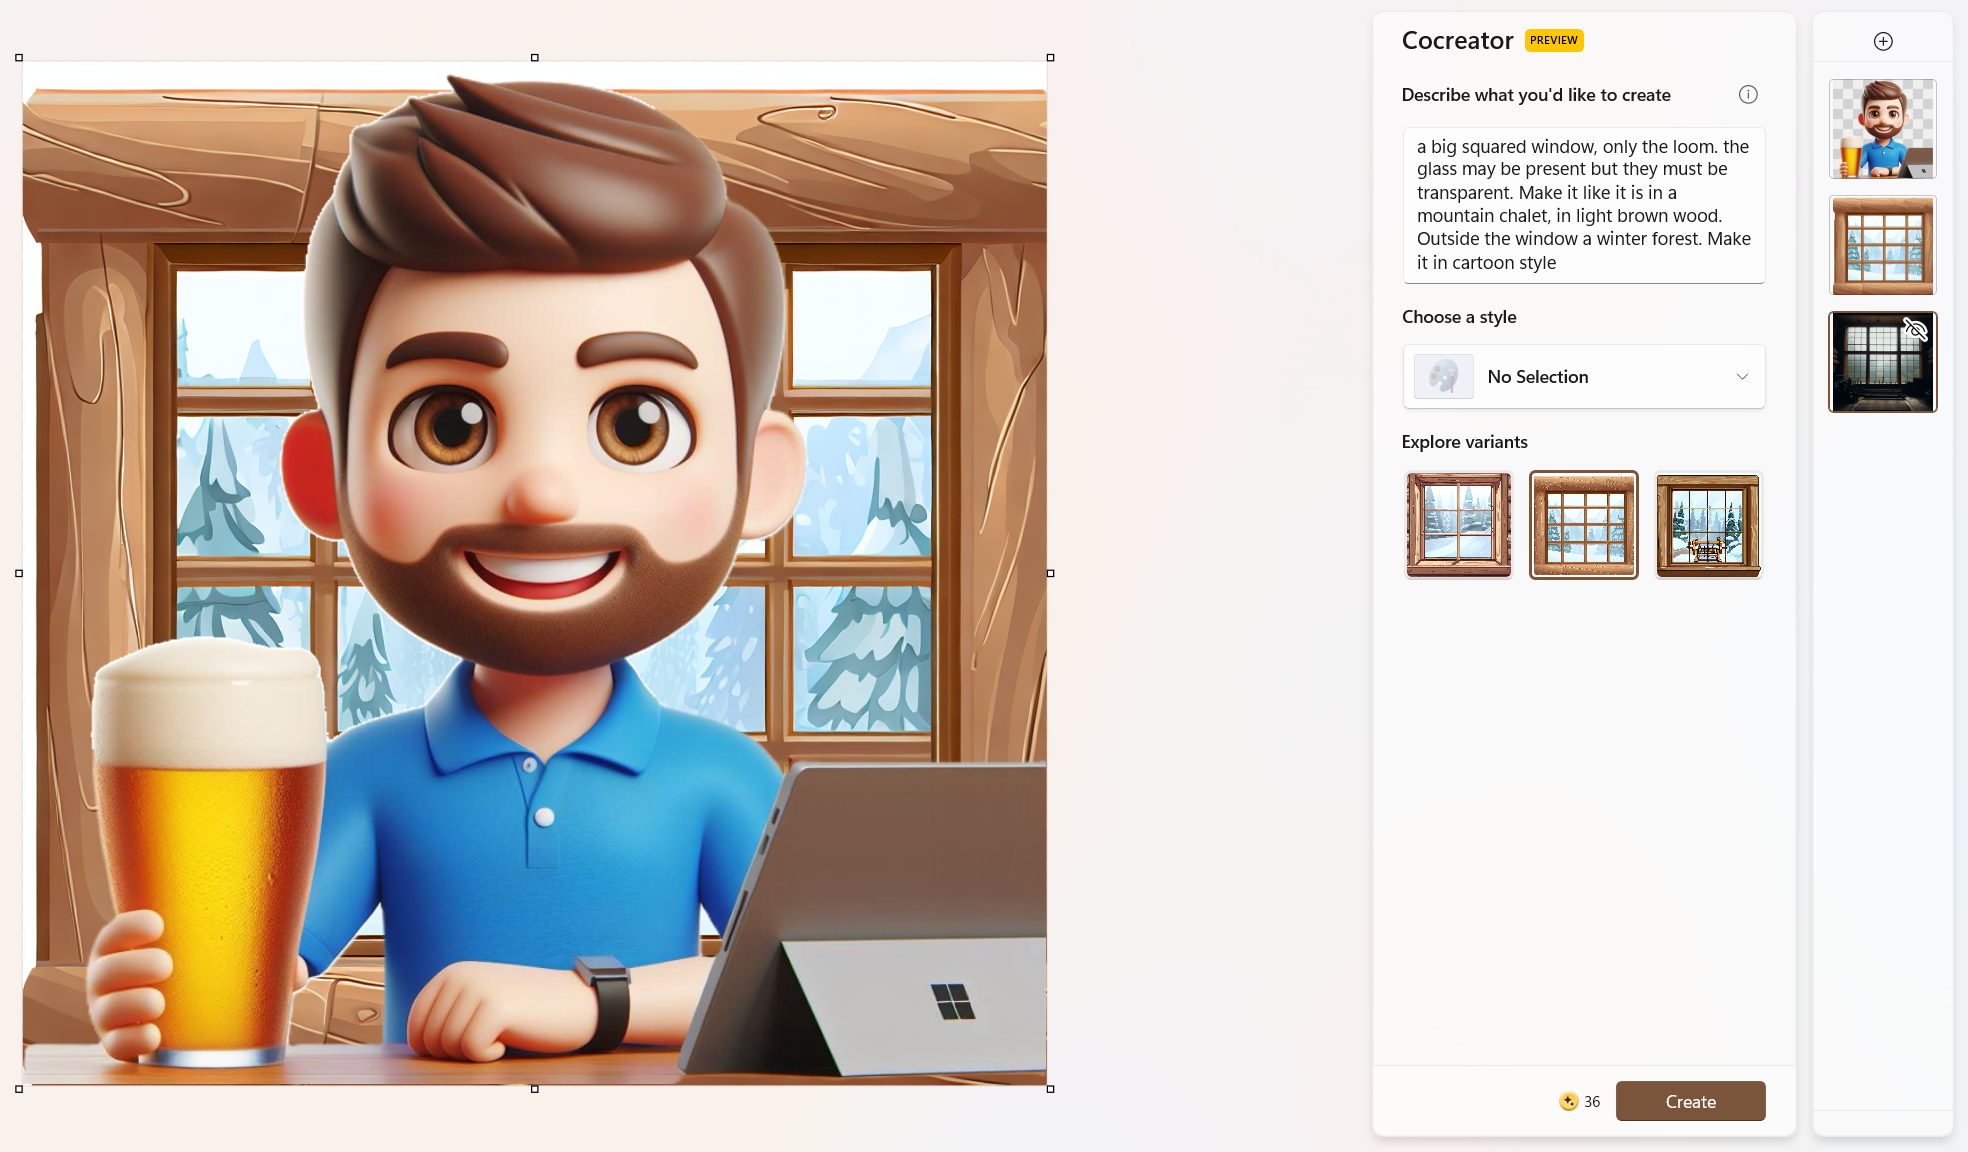 Cocreator PREVIEW
Describe what you'd like to create
a big squared window, only the loom. the
glass may be present but they must be
transparent. Make it like it is in a
mountain chalet, in light brown wood.
Outside the window a winter forest. Make
it in cartoon style
Choose a style
No Selection
Explore variants
36
Create